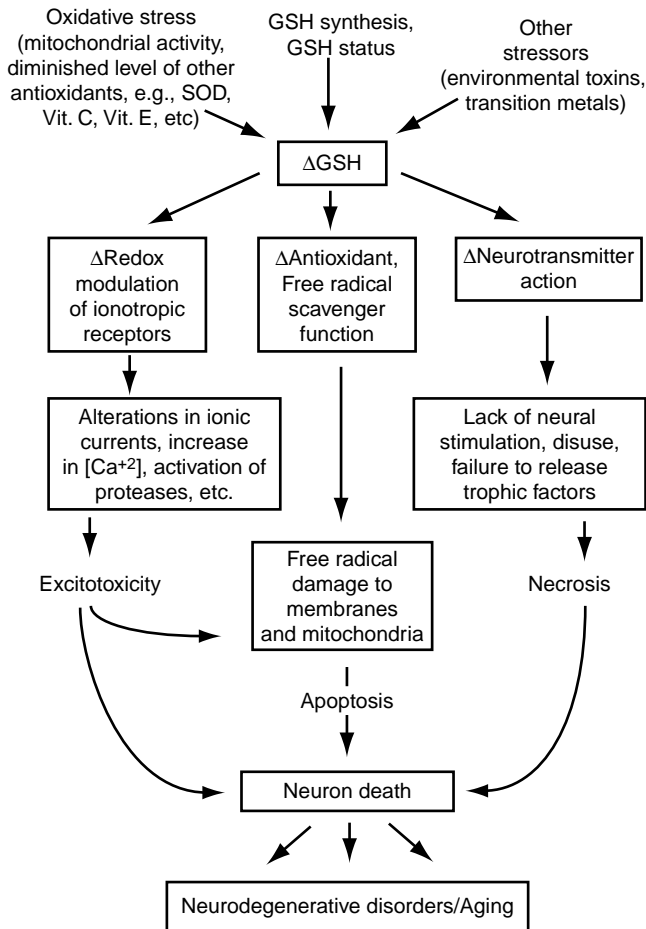 Oxidative stress
(mitochondrial activity,
diminished level of other
antioxidants, e.g., SOD,
Vit. C, Vit. E, etc)
GSH synthesis,
GSH status
Other
stressors
(environmental toxins,
transition metals)
ΔGSH
ΔRedox
modulation
of ionotropic
receptors
ΔAntioxidant,
Free radical
scavenger
function
ΔNeurotransmitter
action
Alterations in ionic
currents, increase
in [Ca+2], activation of
proteases, etc.
Lack of neural
stimulation, disuse,
failure to release
trophic factors
Excitotoxicity
Free radical
damage to
membranes
and mitochondria
Necrosis
Apoptosis
Neuron death
Neurodegenerative disorders/Aging